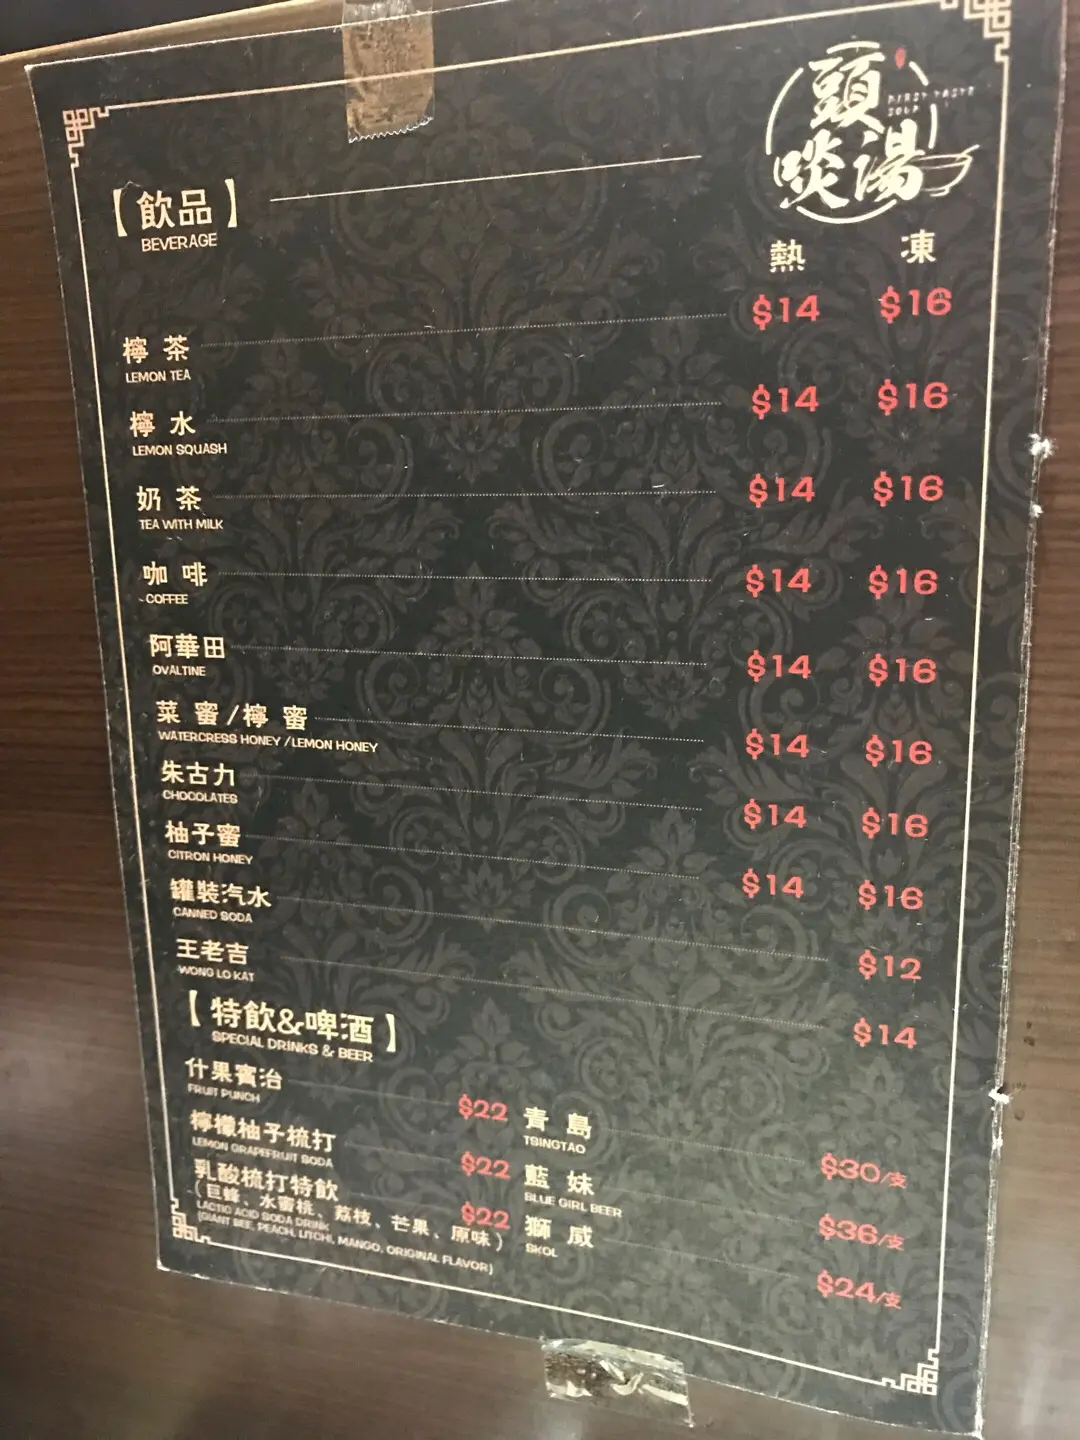 頭啖湯
FIRST TASTE
SOUP
【飲品】
BEVERAGE
熱 凍
檸 茶 $14 $16
LEMON TEA
檸 水 $14 $16
LEMON SQUASH
奶 茶 $14 $16
TEA WITH MILK
咖 啡 $14 $16
COFFEE
阿華田 $14 $16
OVALTINE
菜 蜜/檸 蜜 $14 $16
WATERCRESS HONEY /LEMON HONEY
朱古力 $14 $16
CHOCOLATES
柚子蜜 $14 $16
CITRON HONEY
罐裝汽水 $12
CANNED SODA
王老吉 $14
WONG LO KAT
【特飲&啤酒】
SPECIAL DRINKS & BEER
什果賓治 $22
FRUIT PUNCH
檸檬柚子梳打 $22
LEMON GRAPEFRUIT SODA
乳酸梳打特飲 $22
(巨蜂、水蜜桃、荔枝、芒果、原味)
LACTIC ACID SODA DRINK
(GIANT BEE, PEACH, LITCHI, MANGO, ORIGINAL FLAVOR)
青 島 $30/支
TSINGTAO
藍 妹 $36/支
BLUE GIRL BEER
獅 威 $24/支
SKOL